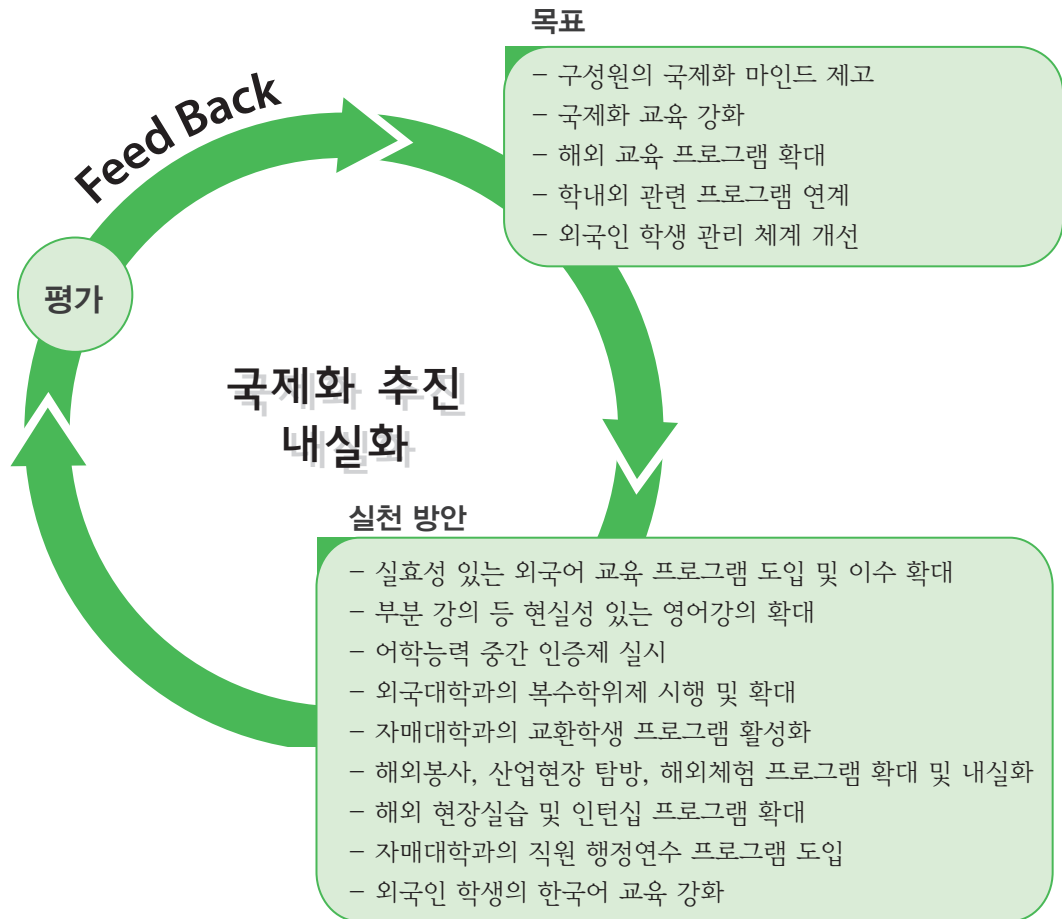 목표
– 구성원의 국제화 마인드 제고
– 국제화 교육 강화
– 해외 교육 프로그램 확대
– 학내외 관련 프로그램 연계
– 외국인 학생 관리 체계 개선
Feed Back
평가
국제화 추진
내실화
실천 방안
– 실효성 있는 외국어 교육 프로그램 도입 및 이수 확대
– 부분 강의 등 현실성 있는 영어강의 확대
– 어학능력 중간 인증제 실시
– 외국대학과의 복수학위제 시행 및 확대
– 자매대학과의 교환학생 프로그램 활성화
– 해외봉사, 산업현장 탐방, 해외체험 프로그램 확대 및 내실화
– 해외 현장실습 및 인턴십 프로그램 확대
– 자매대학과의 직원 행정연수 프로그램 도입
– 외국인 학생의 한국어 교육 강화